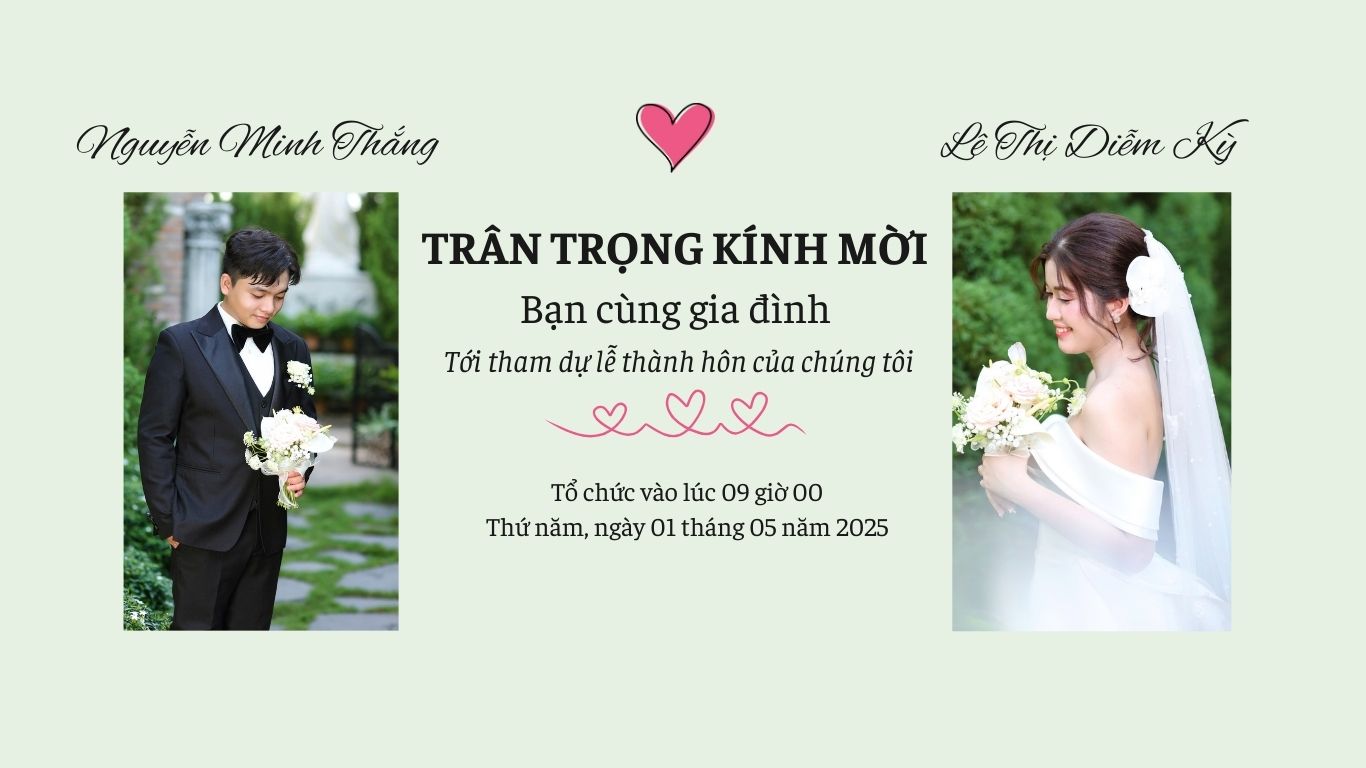 Nguyễn Minh Thắng
Lê Thị Diễm Kỳ
TRÂN TRỌNG KÍNH MỜI
Bạn cùng gia đình
Tới tham dự lễ thành hôn của chúng tôi
Tổ chức vào lúc 09 giờ 00
Thứ năm, ngày 01 tháng 05 năm 2025